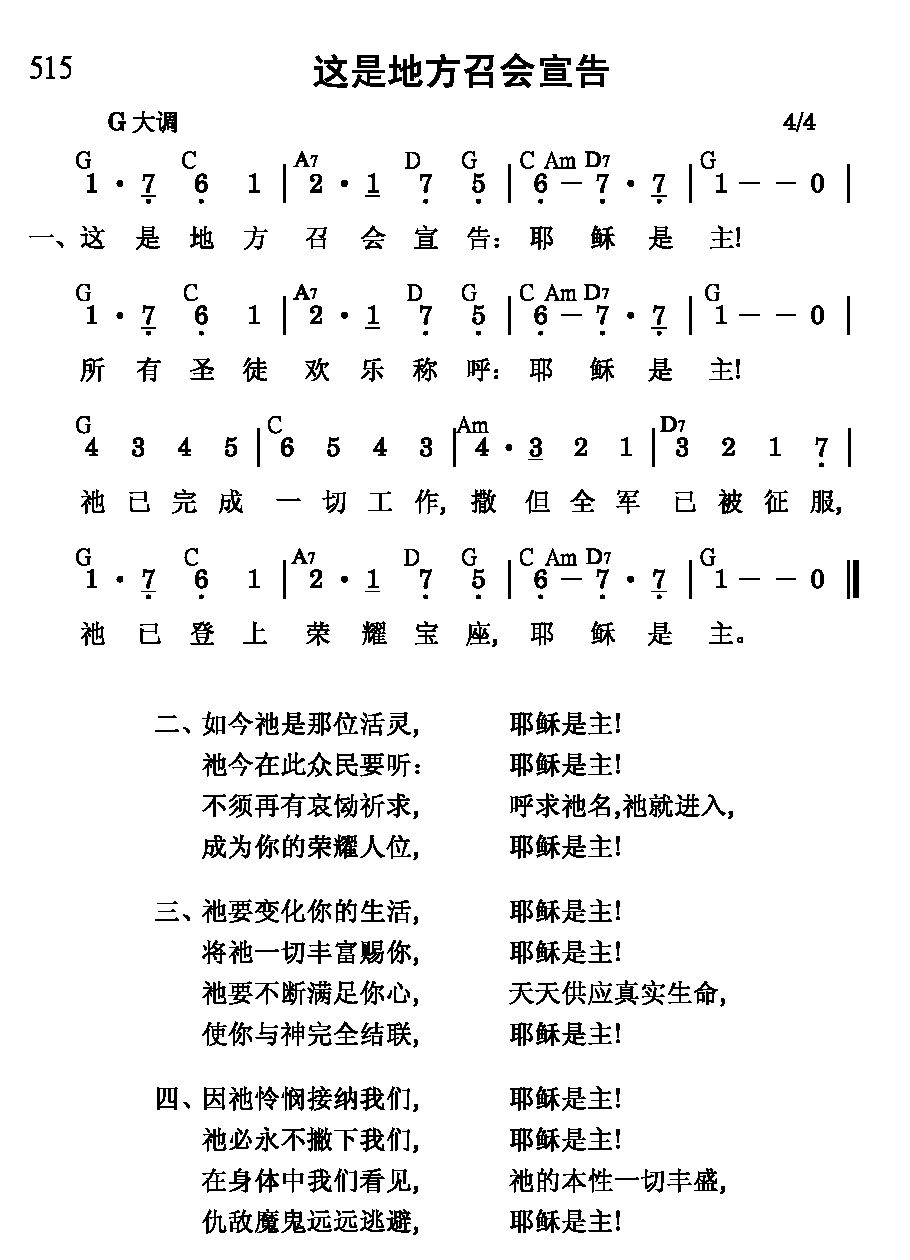 515
这是地方召会宣告
G 大调 4/4
G C A7 D G C Am D7 G
1 · 7 6 1 | 2 · 1 7 5 | 6 — 7 · 7 | 1 — — 0 |
一、这 是 地 方 召 会 宣 告： 耶 稣 是 主!
G C A7 D G C Am D7 G
1 · 7 6 1 | 2 · 1 7 5 | 6 — 7 · 7 | 1 — — 0 |
所 有 圣 徒 欢 乐 称 呼： 耶 稣 是 主!
G C Am D7
4 3 4 5 | 6 5 4 3 | 4 · 3 2 1 | 3 2 1 7 |
祂 已 完 成 一 切 工 作, 撒 但 全 军 已 被 征 服,
G C A7 D G C Am D7 G
1 · 7 6 1 | 2 · 1 7 5 | 6 — 7 · 7 | 1 — — 0 ‖
祂 已 登 上 荣 耀 宝 座, 耶 稣 是 主。
二、如今祂是那位活灵, 耶稣是主!
祂今在此众民要听： 耶稣是主!
不须再有哀恸祈求, 呼求祂名,祂就进入,
成为你的荣耀人位, 耶稣是主!
三、祂要变化你的生活, 耶稣是主!
将祂一切丰富赐你, 耶稣是主!
祂要不断满足你心, 天天供应真实生命,
使你与神完全结联, 耶稣是主!
四、因祂怜悯接纳我们, 耶稣是主!
祂必永不撇下我们, 耶稣是主!
在身体中我们看见, 祂的本性一切丰盛,
仇敌魔鬼远远逃避, 耶稣是主!